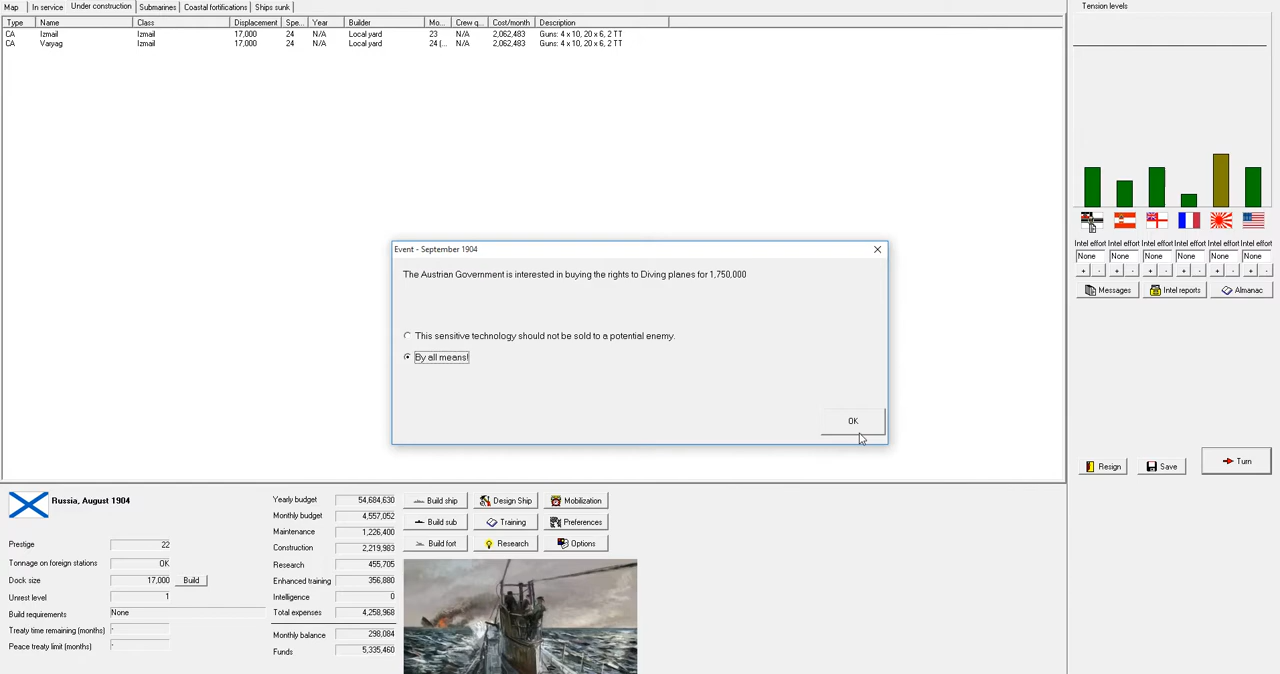 Map In service Under construction Submarines Coastal fortifications Ships sunk
Type Name Class Displacement Spe... Year Builder Mo... Crew q... Cost/month Description
CA Izmail Izmail 17,000 24 N/A Local yard 23 N/A 2,062,483 Guns: 4 x 10, 20 x 6, 2 TT
CA Varyag Izmail 17,000 24 N/A Local yard 24 (... N/A 2,062,483 Guns: 4 x 10, 20 x 6, 2 TT
Tension levels
Intel effort Intel effort Intel effort Intel effort Intel effort Intel effort
None None None None None None
+ - + - + - + - + - + -
Messages Intel reports Almanac
Event - September 1904
The Austrian Government is interested in buying the rights to Diving planes for 1,750,000
This sensitive technology should not be sold to a potential enemy.
By all means!
OK
Resign Save Turn
Russia, August 1904
Prestige 22
Tonnage on foreign stations OK
Dock size 17,000 Build
Unrest level 1
Build requirements None
Treaty time remaining (months) -
Peace treaty limit (months) -
Yearly budget 54,684,630
Monthly budget 4,557,052
Maintenance 1,226,400
Construction 2,219,983
Research 455,705
Enhanced training 356,880
Intelligence 0
Total expenses 4,258,968
Monthly balance 298,084
Funds 5,335,460
Build ship Design Ship Mobilization
Build sub Training Preferences
Build fort Research Options